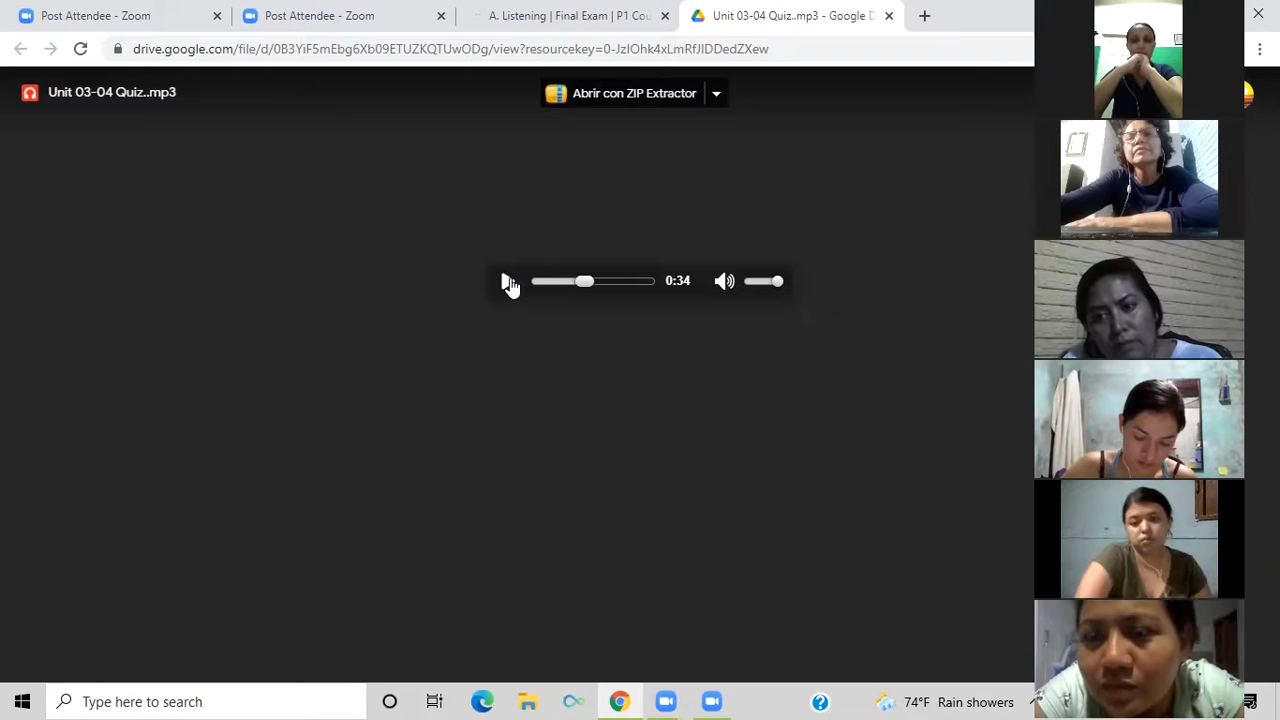 Post Attendee - Zoom
Post Attendee - Zoom
A. Listening | Final Exam | P1 Cou
Unit 03-04 Quiz..mp3 - Google D
drive.google.com/file/d/0B3YiF5mEbg6Xb09ETUZKQ1UwODg/view?resourcekey=0-JzIOhk4xLmRfJIDDedZXew
Unit 03-04 Quiz..mp3
Abrir con ZIP Extractor
0:34
Type here to search
74°F Rain showers